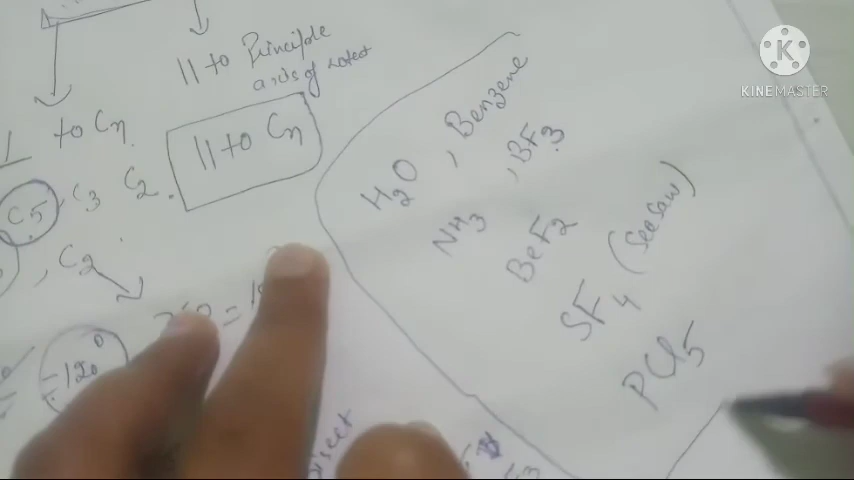 || to Principle
axis of rotect
⊥ to Cn
|| to Cn
C5, C3 C2.
, C2
= 120°
H2O, Benzene
NH3, BF3
BeF2
SF4 (Seesaw)
PCl5
KINEMASTER